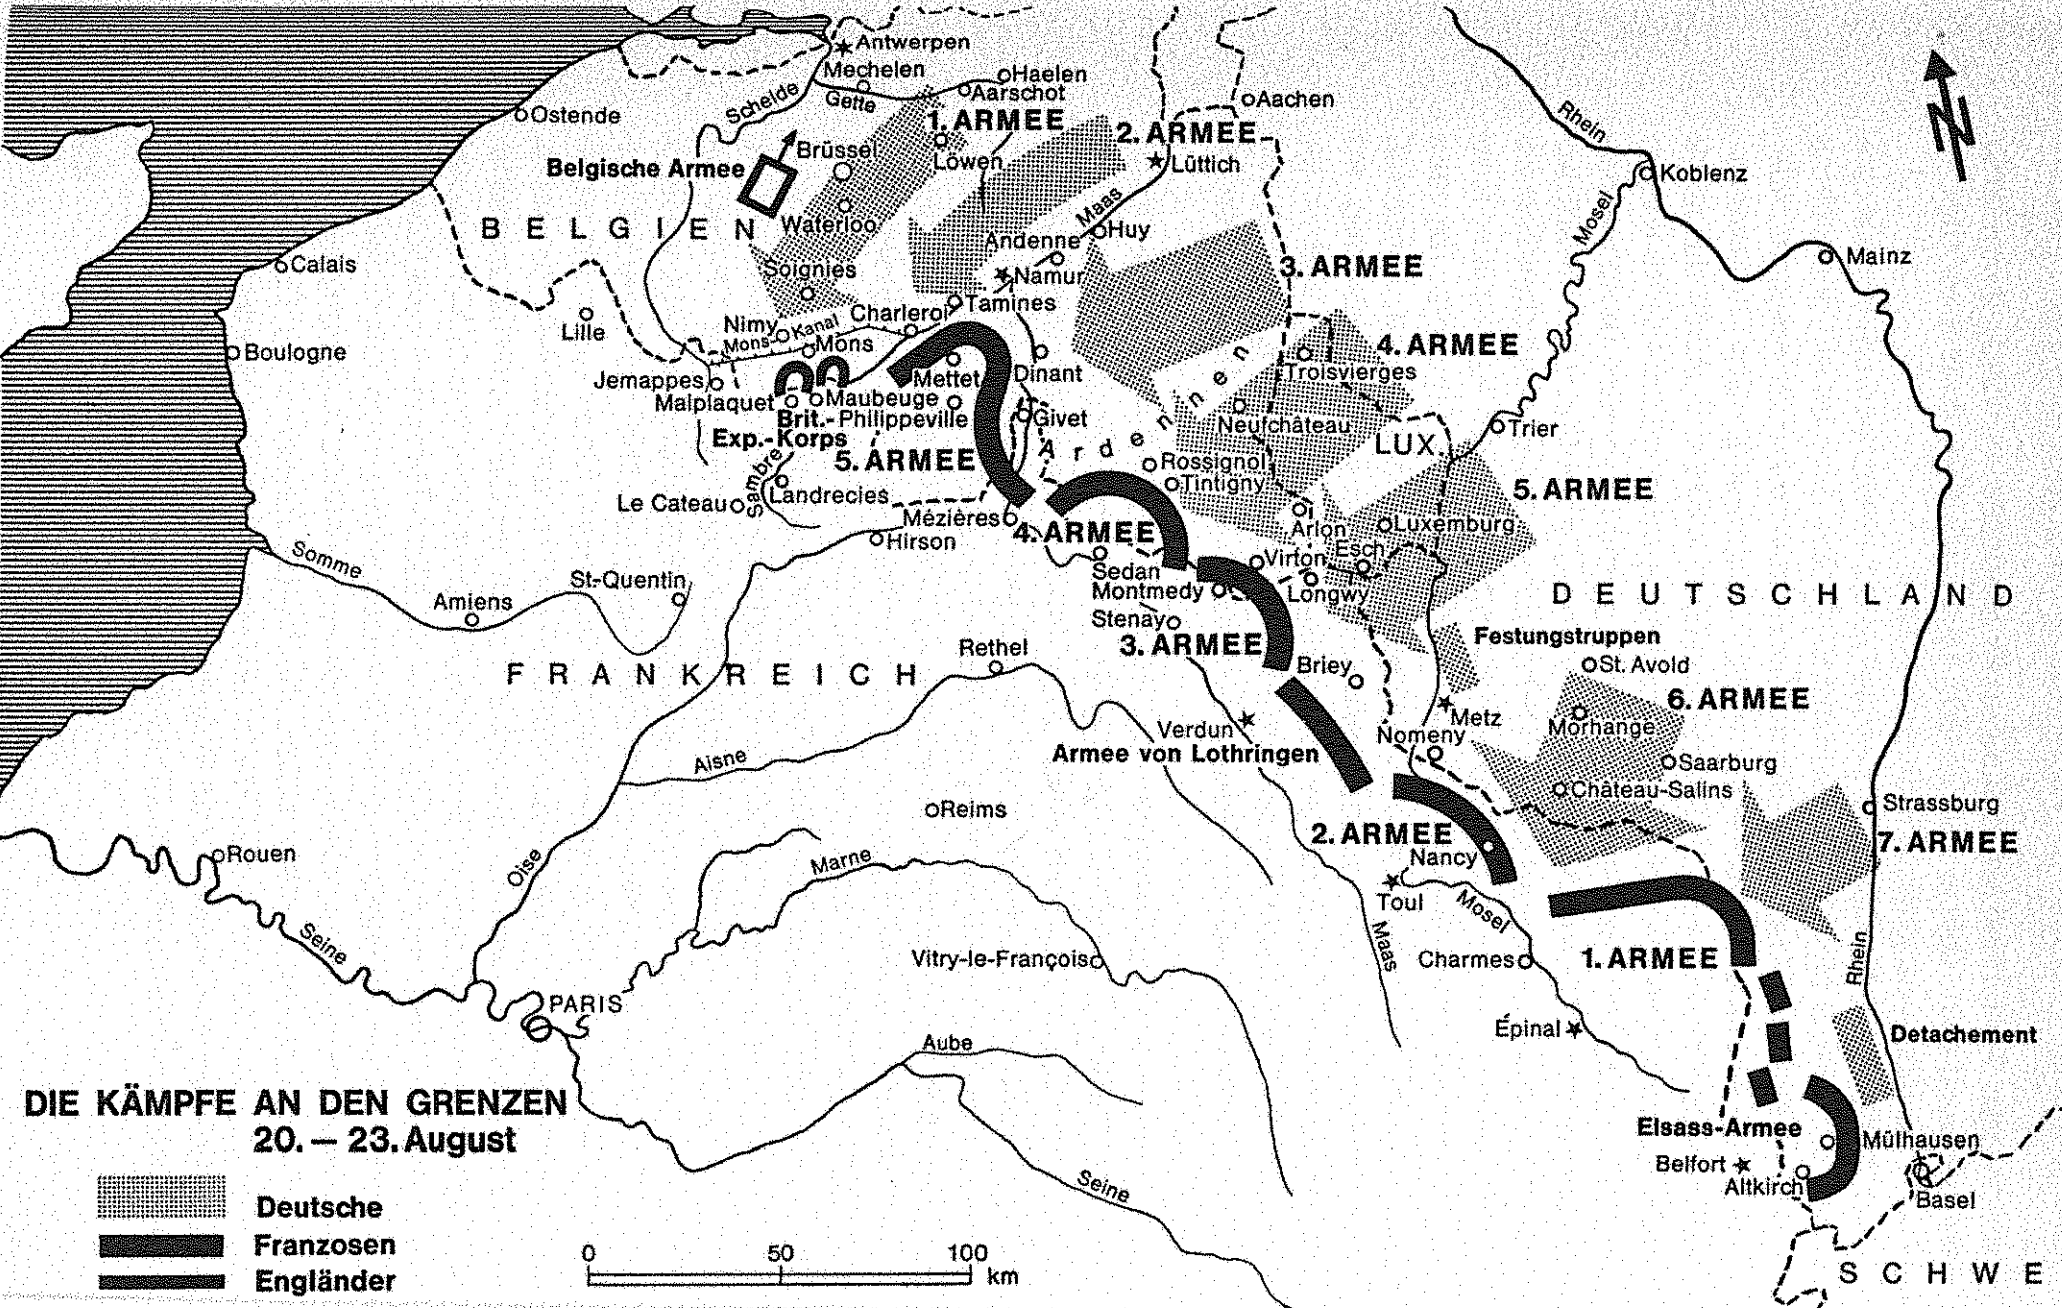 Antwerpen
Mechelen
Haelen
Aarschot
Schelde
Gette
Aachen
Ostende
1. ARMEE
2. ARMEE
Rhein
Brüssel
Löwen
Lüttich
Belgische Armee
Koblenz
Waterloo
Maas
Mosel
BELGIEN
Huy
Andenne
Mainz
Calais
Soignies
Namur
3. ARMEE
Tamines
Charleroi
Lille
Nimy
Mons-
Kanal
Mons
Boulogne
4. ARMEE
Jemappes
Mettet
Dinant
Troisvierges
Malplaquet
Maubeuge
Brit.-
Philippeville
Givet
Neufchâteau
Exp.-Korps
Ardennen
LUX.
Trier
5. ARMEE
Rossignol
Tintigny
Sambre
Landrecies
Le Cateau
5. ARMEE
Mézières
4. ARMEE
Arlon
Luxemburg
Hirson
Virton
Esch
Somme
St-Quentin
Sedan
Montmedy
Longwy
Amiens
DEUTSCHLAND
Stenay
3. ARMEE
Festungstruppen
Rethel
Briey
St. Avold
FRANKREICH
6. ARMEE
Verdun
Metz
Morhange
Nomeny
Armee von Lothringen
Aisne
Saarburg
Château-Salins
Reims
Strassburg
2. ARMEE
7. ARMEE
Nancy
Rouen
Oise
Marne
Toul
Mosel
Seine
Maas
Vitry-le-François
Charmes
1. ARMEE
Rhein
PARIS
Épinal
Detachement
Aube
DIE KÄMPFE AN DEN GRENZEN
20. – 23. August
Elsass-Armee
Mülhausen
Belfort
Altkirch
Basel
Seine
Deutsche
Franzosen
Engländer
0 50 100
km
SCHWE
N